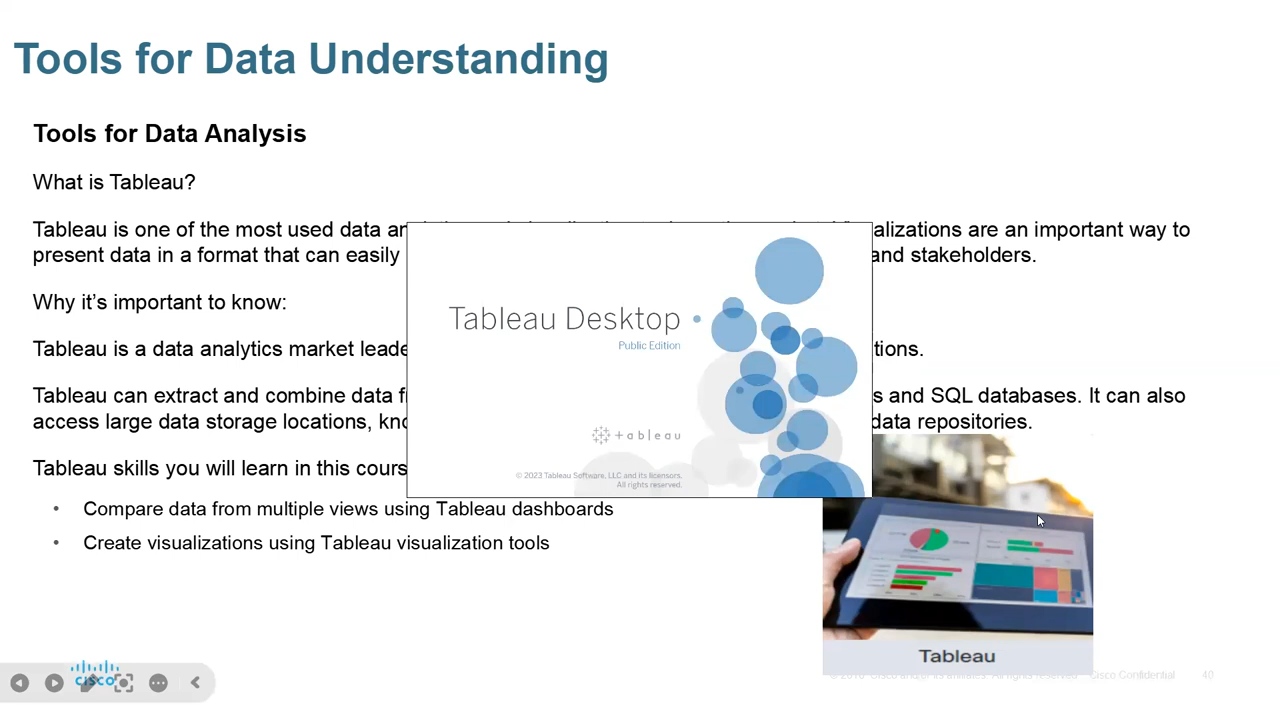 Tools for Data Understanding
Tools for Data Analysis
What is Tableau?
Tableau is one of the most used data alizations are an important way to
present data in a format that can easily and stakeholders.
Why it’s important to know:
Tableau is a data analytics market tions.
Tableau can extract and combine data s and SQL databases. It can also
access large data storage locations, data repositories.
Tableau skills you will learn in this
• Compare data from multiple views using Tableau dashboards
• Create visualizations using Tableau visualization tools
Tableau Desktop
Public Edition
+ a b l e a u
© 2023 Tableau Software, LLC and its licensors.
All rights reserved.
Tableau
CISCO
Cisco Confidential
40